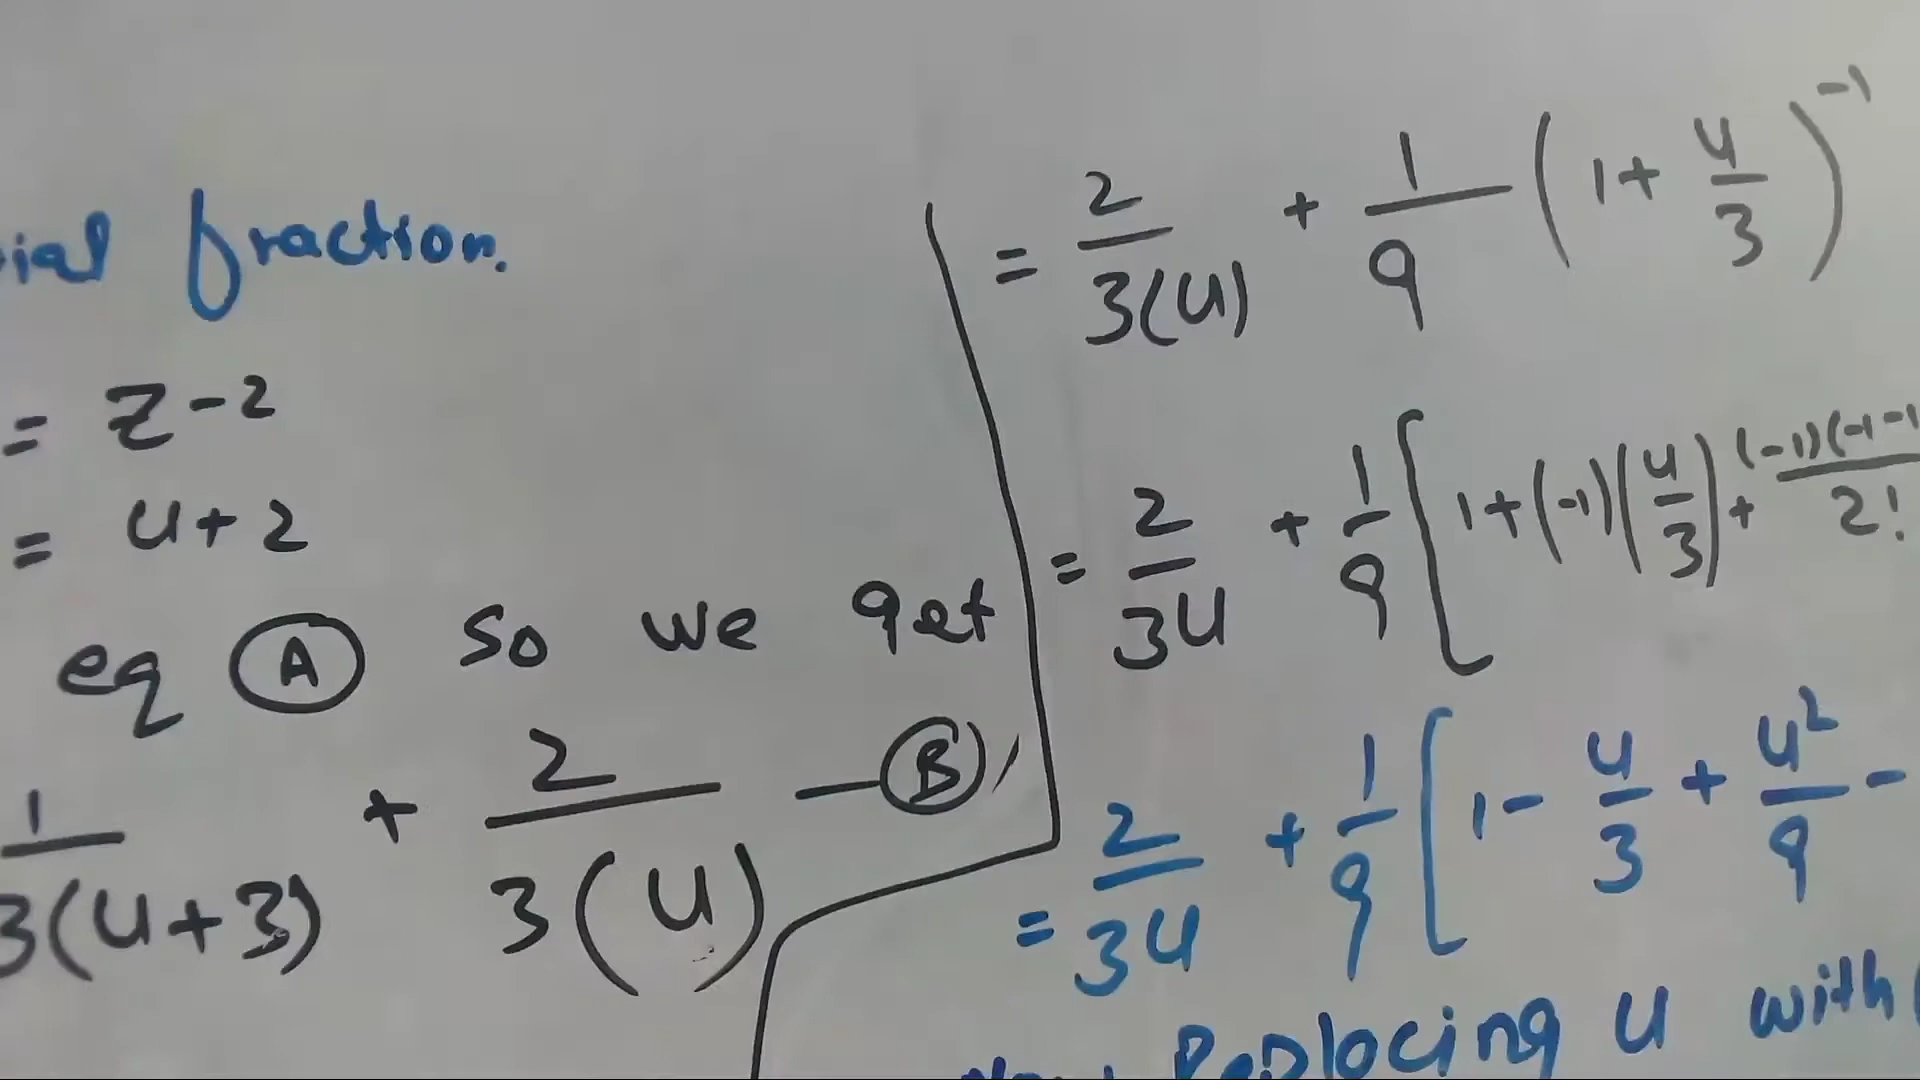 ial fraction.
= z-2
= u+2
eq (A) so we get
1/3(u+3) + 2/3(u) — (B)
= 2/3(u) + 1/9 (1+ u/3)^-1
= 2/3u + 1/9 [1+(-1)(u/3)+ (-1)(-1-1/2!
= 2/3u + 1/9 [1- u/3 + u²/9 -
Replacing u with